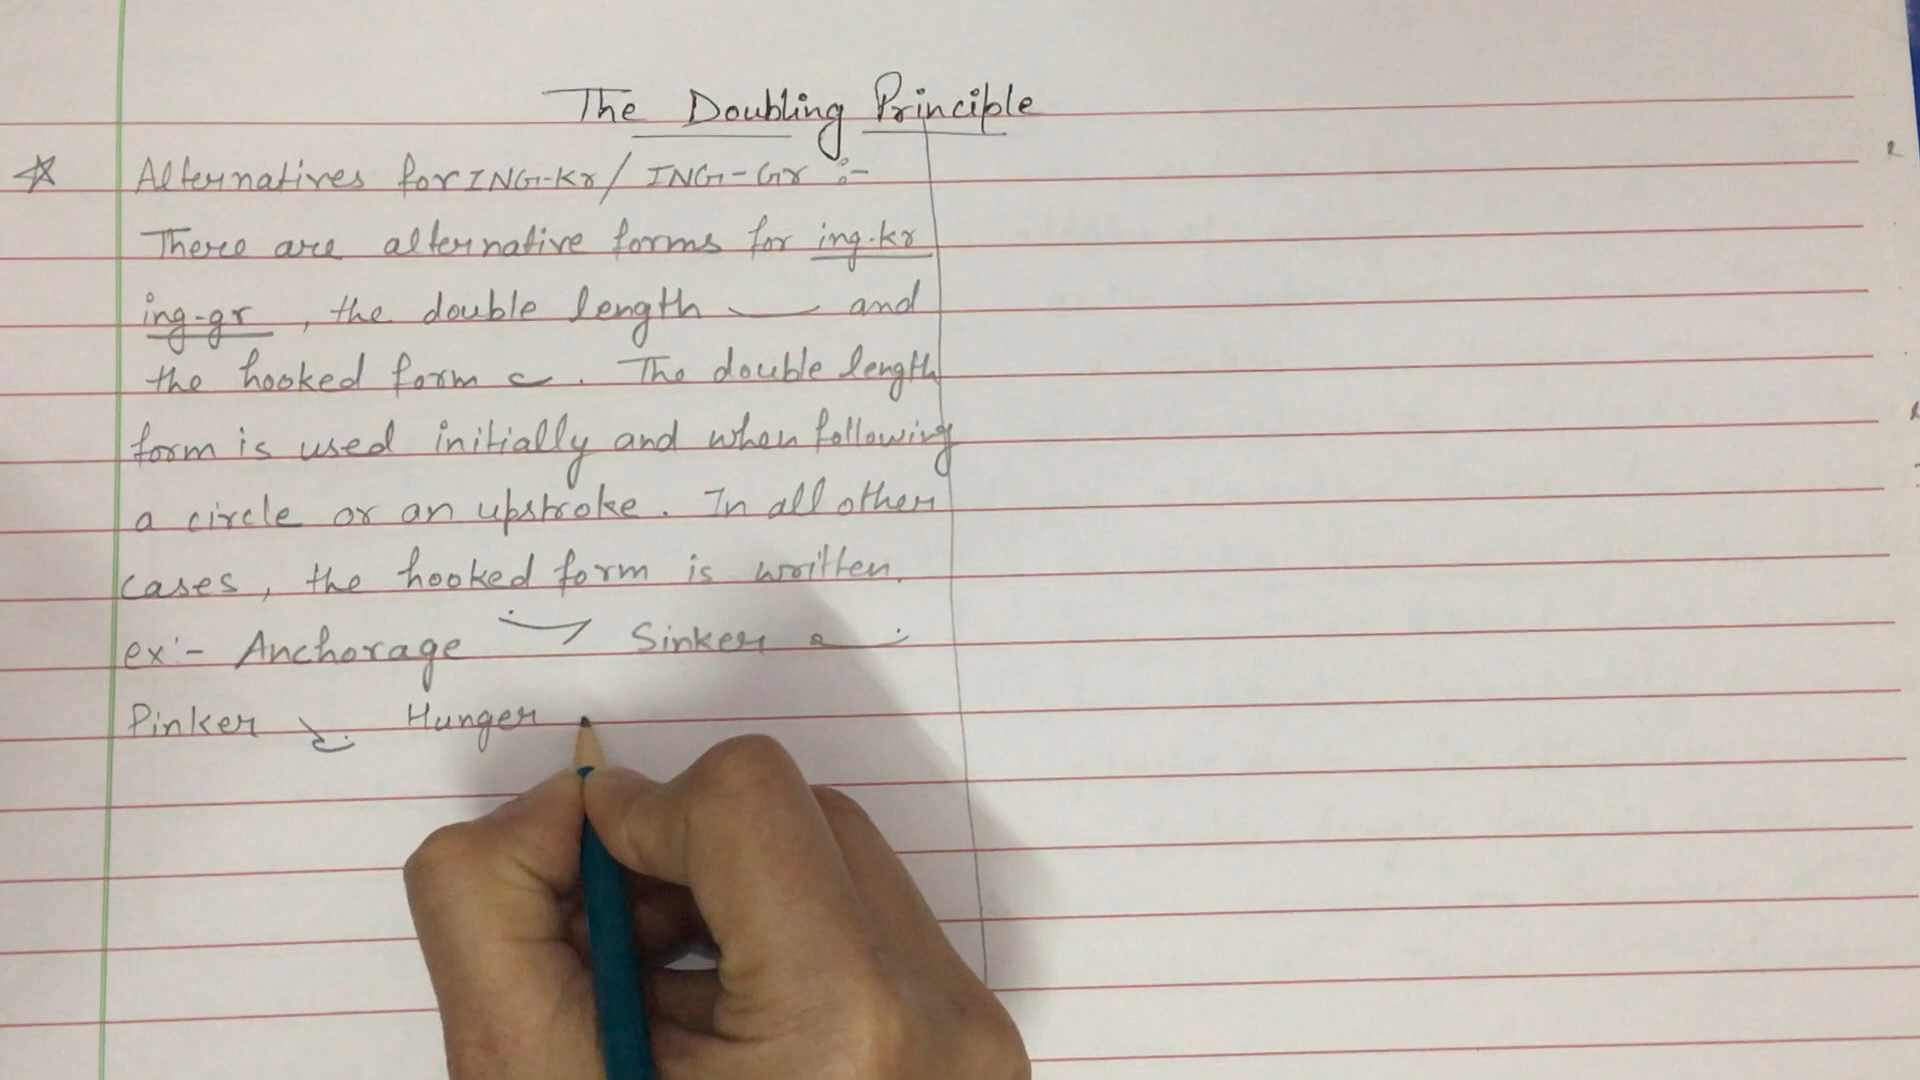 The Doubling Principle
Alternatives for ING-Kr / ING-Gr :-
There are alternative forms for ing-kr
ing-gr, the double length and
the hooked form . The double length
form is used initially and when following
a circle or an upstroke. In all other
cases, the hooked form is written.
ex:- Anchorage Sinker
Pinker Hunger